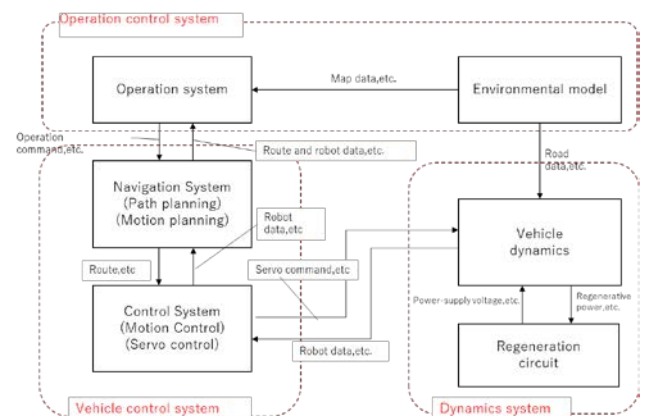 Operation control system
Operation system
Map data,etc.
Environmental model
Operation
command,etc.
Route and robot data,etc.
Road
data,etc.
Navigation System
(Path planning)
(Motion planning)
Robot
data,etc
Vehicle
dynamics
Route,etc
Servo command,etc
Control System
(Motion Control)
(Servo control)
Power-supply voltage,etc.
Regenerative
power,etc.
Robot data,etc.
Regeneration
circuit
Vehicle control system
Dynamics system